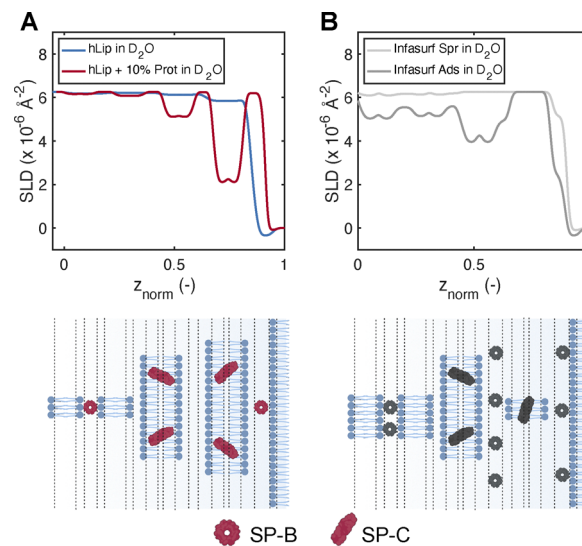 A
hLip in D₂O
hLip + 10% Prot in D₂O
SLD (x 10⁻⁶ Å⁻²)
8
6
4
2
0
0
0.5
1
z_norm (-)
B
Infasurf Spr in D₂O
Infasurf Ads in D₂O
SLD (x 10⁻⁶ Å⁻²)
8
6
4
2
0
0
0.5
z_norm (-)
SP-B
SP-C